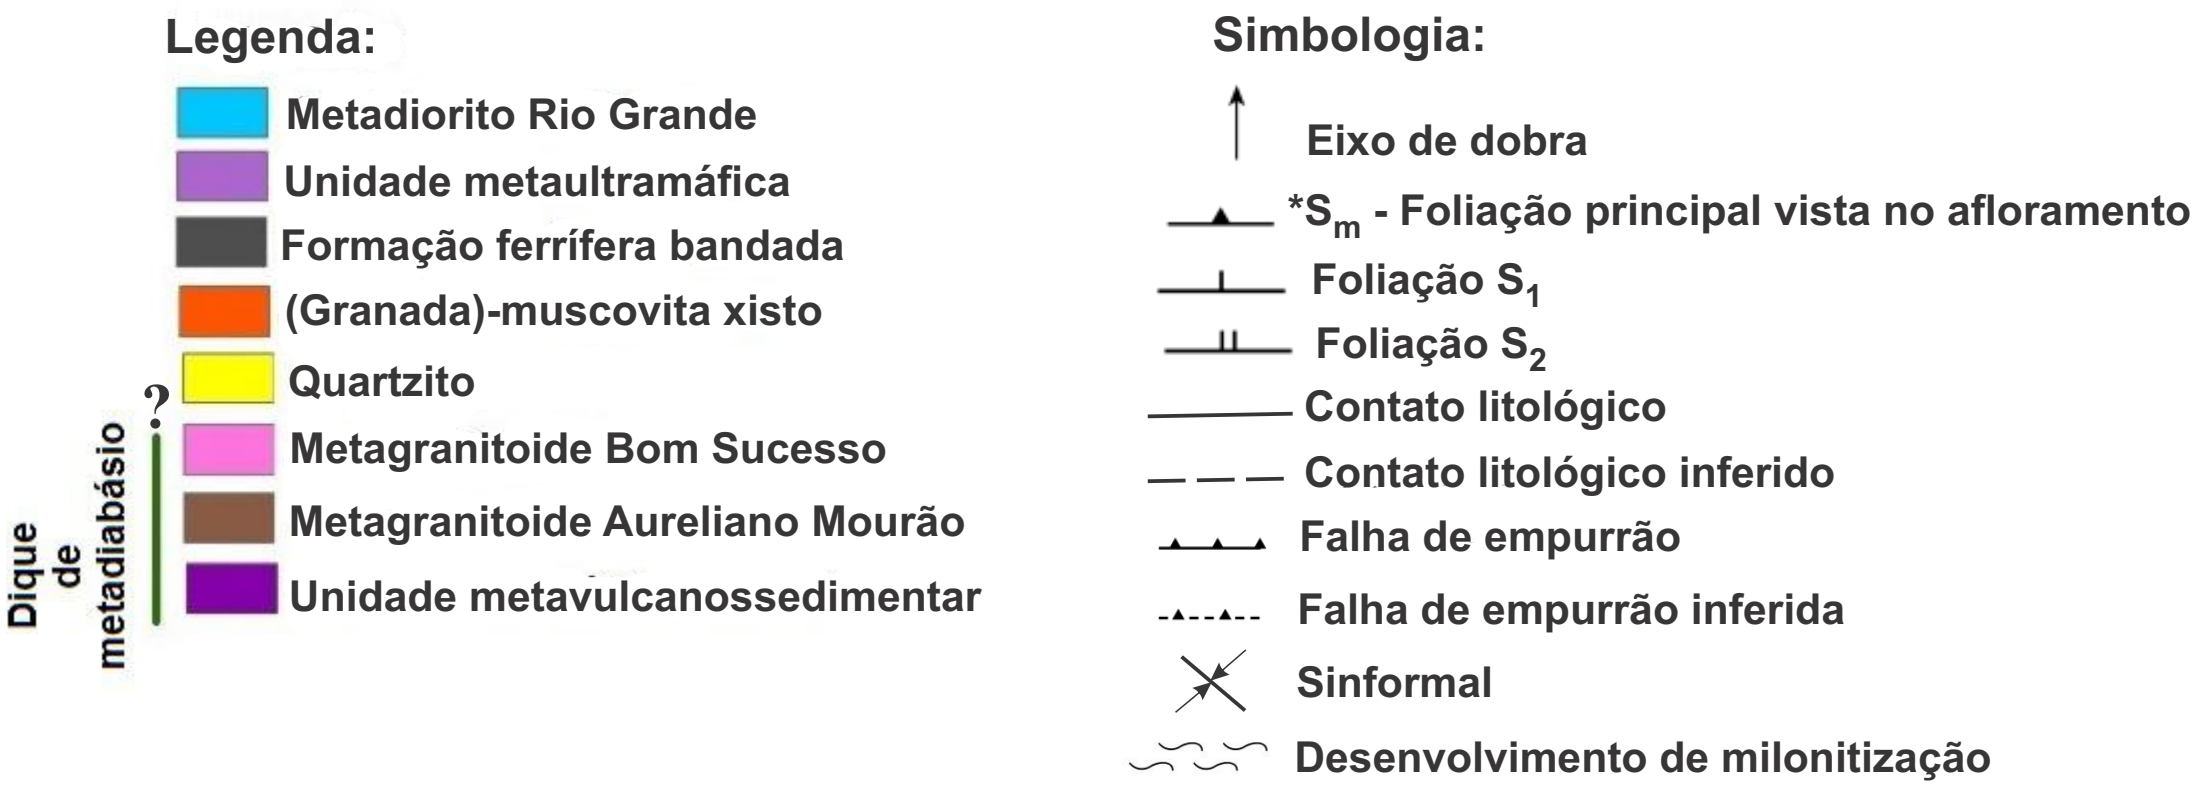 Legenda:
Metadiorito Rio Grande
Unidade metaultramáfica
Formação ferrífera bandada
(Granada)-muscovita xisto
Quartzito
?
Metagranitoide Bom Sucesso
Metagranitoide Aureliano Mourão
Unidade metavulcanossedimentar
Dique
de
metadiabásio
Simbologia:
Eixo de dobra
*Sm - Foliação principal vista no afloramento
Foliação S1
Foliação S2
Contato litológico
Contato litológico inferido
Falha de empurrão
Falha de empurrão inferida
Sinformal
Desenvolvimento de milonitização